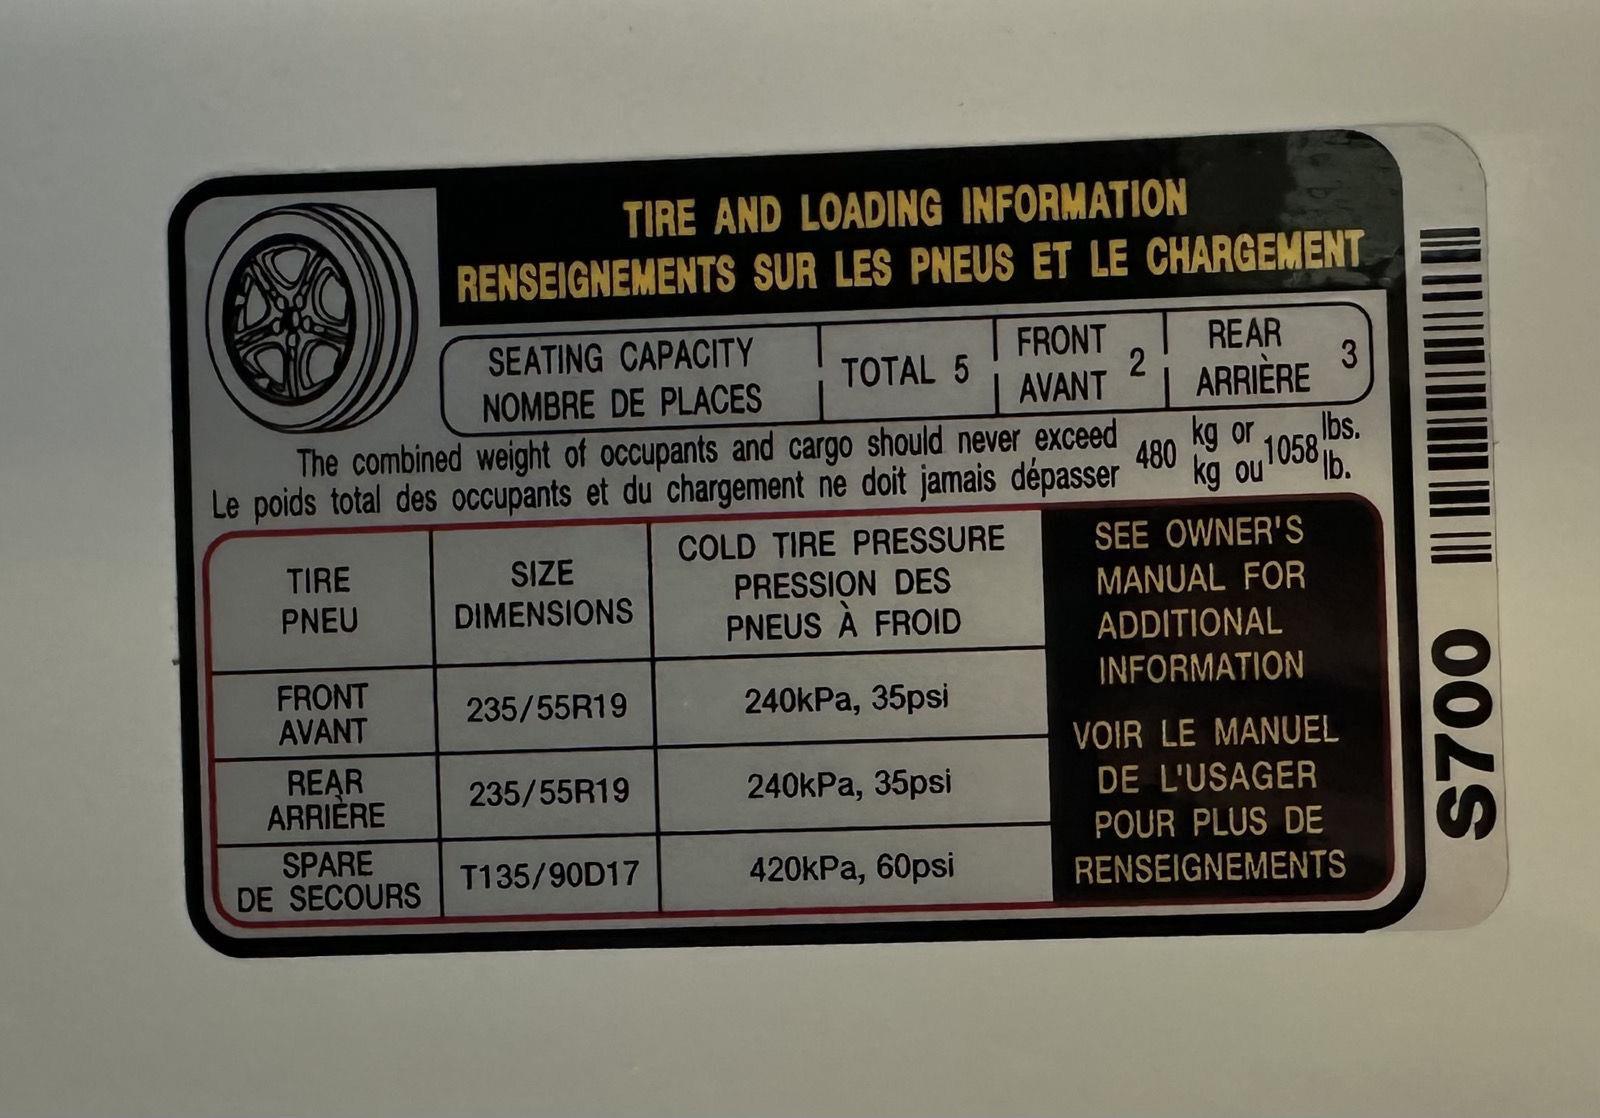 TIRE AND LOADING INFORMATION
RENSEIGNEMENTS SUR LES PNEUS ET LE CHARGEMENT
SEATING CAPACITY
NOMBRE DE PLACES
TOTAL 5
FRONT
AVANT
2
REAR
ARRIÈRE
3
The combined weight of occupants and cargo should never exceed 480 kg or 1058 lbs.
Le poids total des occupants et du chargement ne doit jamais dépasser kg ou lb.
TIRE
PNEU
SIZE
DIMENSIONS
COLD TIRE PRESSURE
PRESSION DES
PNEUS À FROID
FRONT
AVANT
235/55R19
240kPa, 35psi
REAR
ARRIÈRE
235/55R19
240kPa, 35psi
SPARE
DE SECOURS
T135/90D17
420kPa, 60psi
SEE OWNER'S
MANUAL FOR
ADDITIONAL
INFORMATION
VOIR LE MANUEL
DE L'USAGER
POUR PLUS DE
RENSEIGNEMENTS
S700